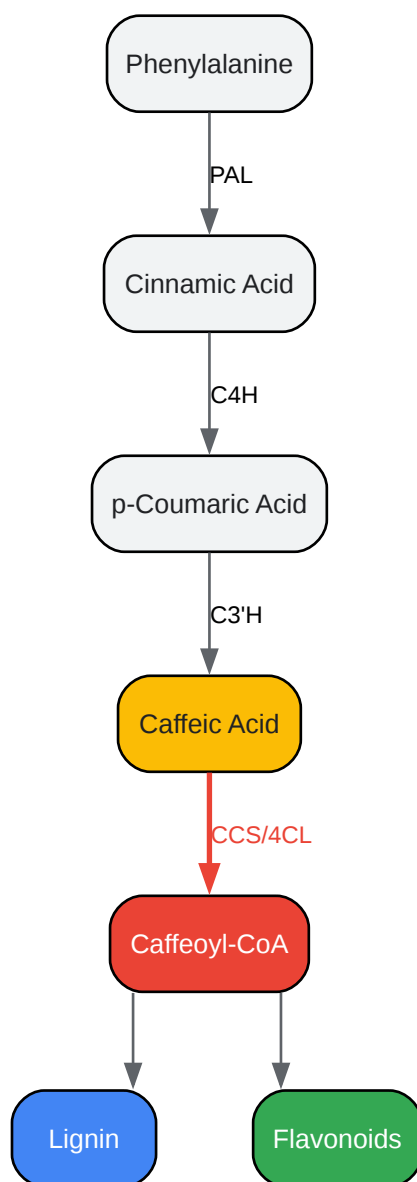 Phenylalanine
PAL
Cinnamic Acid
C4H
p-Coumaric Acid
C3'H
Caffeic Acid
CCS/4CL
Caffeoyl-CoA
Lignin
Flavonoids